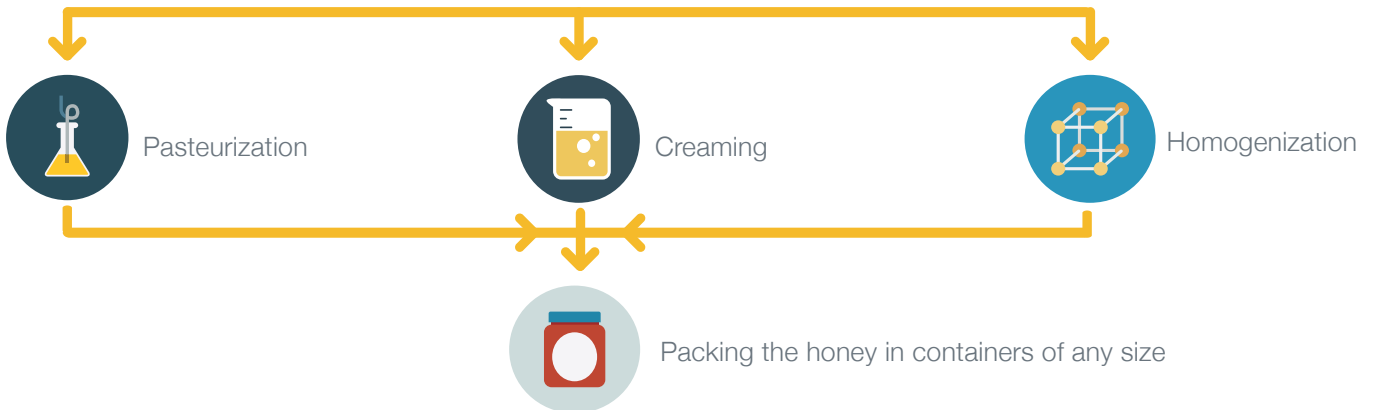 Pasteurization
Creaming
Homogenization
Packing the honey in containers of any size